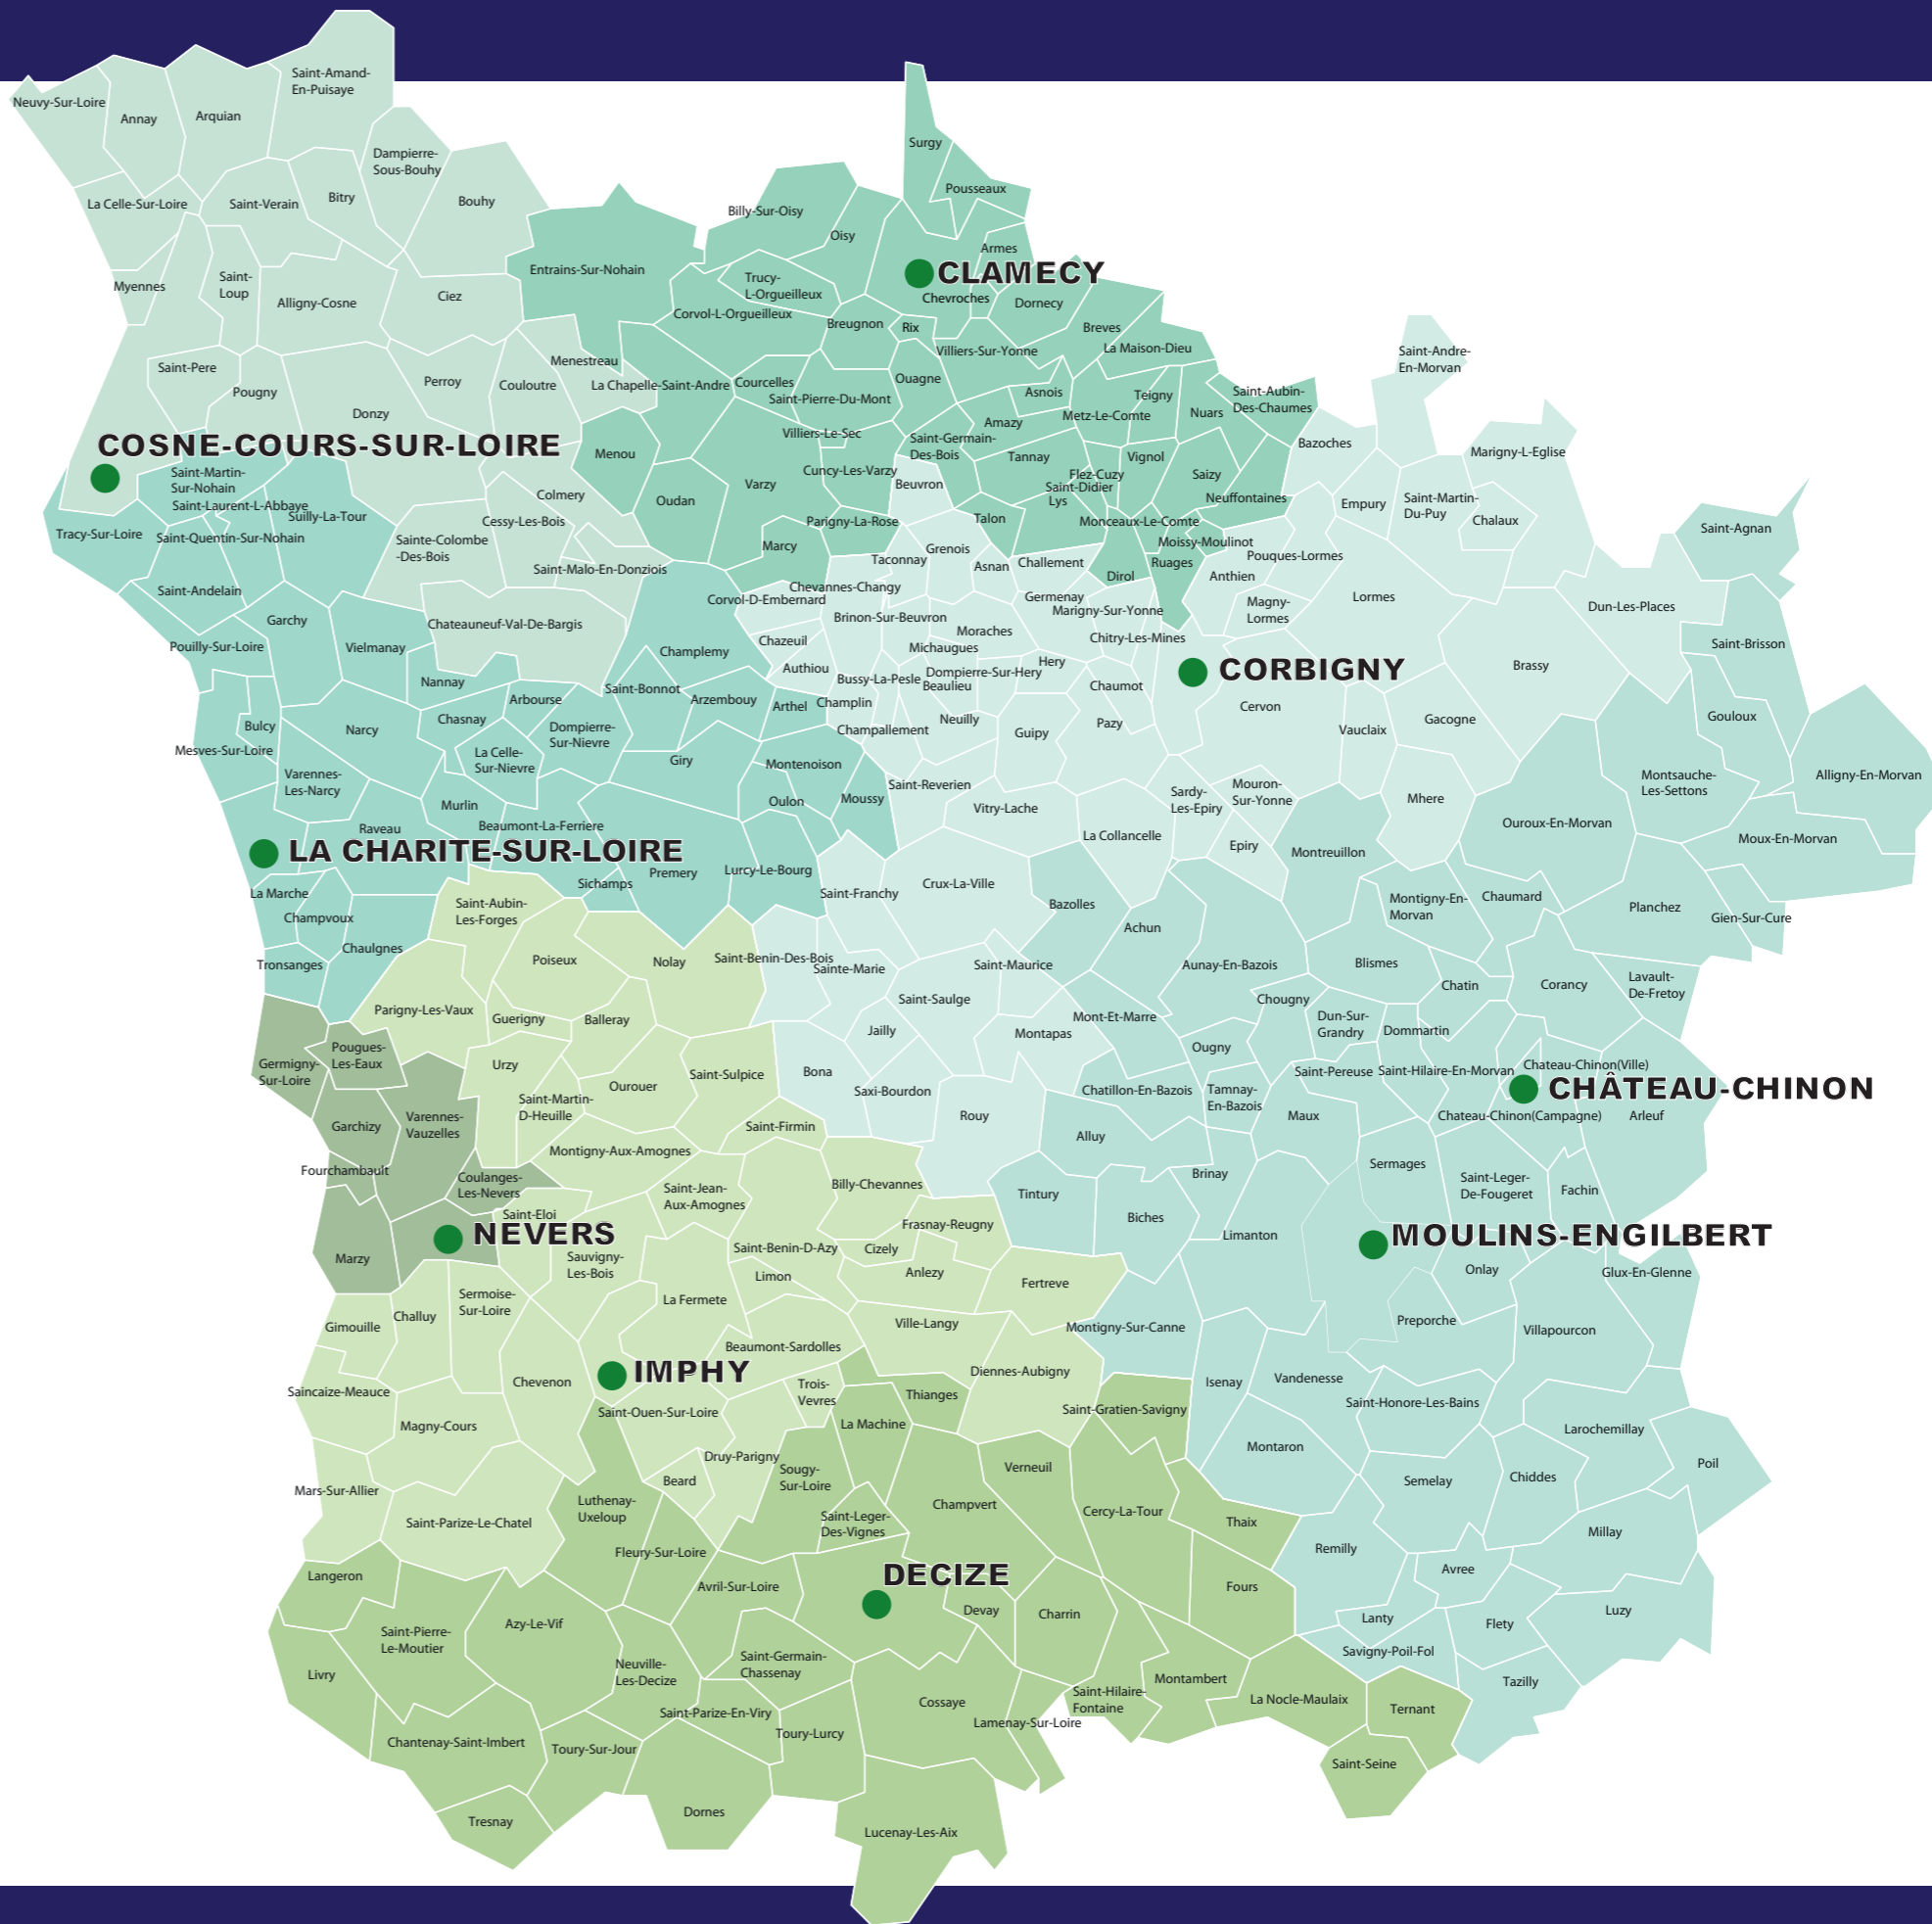 Saint-Amand-
En-Puisaye
Neuvy-Sur-Loire
Annay
Arquian
Surgy
Dampierre-
Sous-Bouhy
Pousseaux
La Celle-Sur-Loire
Saint-Verain
Bitry
Bouhy
Billy-Sur-Oisy
Oisy
Armes
Entrains-Sur-Nohain
CLAMECY
Myennes
Saint-
Loup
Alligny-Cosne
Ciez
Trucy-
L-Orgueilleux
Chevroches
Dornecy
Corvol-L-Orgueilleux
Breugnon
Rix
Breves
Villiers-Sur-Yonne
La Maison-Dieu
Saint-Andre-
En-Morvan
Saint-Pere
Menestreau
Pougny
Perroy
Couloutre
La Chapelle-Saint-Andre
Courcelles
Ouagne
Saint-Pierre-Du-Mont
Asnois
Teigny
Saint-Aubin-
Des-Chaumes
Donzy
Metz-Le-Comte
Nuars
Amazy
COSNE-COURS-SUR-LOIRE
Villiers-Le-Sec
Saint-Germain-
Des-Bois
Bazoches
Marigny-L-Eglise
Menou
Tannay
Vignol
Saint-Martin-
Sur-Nohain
Cuncy-Les-Varzy
Flez-Cuzy
Saizy
Varzy
Beuvron
Saint-Didier
Lys
Neuffontaines
Empury
Saint-Martin-
Du-Puy
Colmery
Oudan
Saint-Laurent-L-Abbaye
Suilly-La-Tour
Cessy-Les-Bois
Parigny-La-Rose
Talon
Monceaux-Le-Comte
Chalaux
Saint-Agnan
Tracy-Sur-Loire
Saint-Quentin-Sur-Nohain
Sainte-Colombe
-Des-Bois
Marcy
Moissy-Moulinot
Grenois
Pouques-Lormes
Saint-Malo-En-Donziois
Taconnay
Asnan
Challement
Ruages
Dirol
Anthien
Saint-Andelain
Chevannes-Changy
Corvol-D-Embernard
Germenay
Marigny-Sur-Yonne
Magny-
Lormes
Lormes
Dun-Les-Places
Garchy
Chateauneuf-Val-De-Bargis
Brinon-Sur-Beuvron
Moraches
Chitry-Les-Mines
Pouilly-Sur-Loire
Vielmanay
Champlemy
Chazeuil
Michaugues
Saint-Brisson
Authiou
Hery
CORBIGNY
Brassy
Nannay
Bussy-La-Pesle
Dompierre-Sur-Hery
Beaulieu
Chaumot
Saint-Bonnot
Arbourse
Arzembouy
Arthel
Champlin
Cervon
Bulcy
Chasnay
Neuilly
Pazy
Gacogne
Gouloux
Narcy
Dompierre-
Sur-Nievre
Champallement
Guipy
Vauclaix
Mesves-Sur-Loire
La Celle-
Sur-Nievre
Giry
Montenoison
Varennes-
Les-Narcy
Saint-Reverien
Sardy-
Les-Epiry
Mouron-
Sur-Yonne
Montsauche-
Les-Settons
Alligny-En-Morvan
Murlin
Oulon
Moussy
Vitry-Lache
Mhere
Raveau
Beaumont-La-Ferriere
La Collancelle
Ouroux-En-Morvan
Moux-En-Morvan
LA CHARITE-SUR-LOIRE
Epiry
Montreuillon
Premery
Lurcy-Le-Bourg
Sichamps
Crux-La-Ville
La Marche
Saint-Franchy
Saint-Aubin-
Les-Forges
Bazolles
Montigny-En-
Morvan
Chaumard
Planchez
Gien-Sur-Cure
Champvoux
Achun
Chaulgnes
Tronsanges
Poiseux
Nolay
Saint-Benin-Des-Bois
Sainte-Marie
Saint-Maurice
Aunay-En-Bazois
Blismes
Chatin
Corancy
Lavault-
De-Fretoy
Saint-Saulge
Chougny
Parigny-Les-Vaux
Guerigny
Balleray
Mont-Et-Marre
Dun-Sur-
Grandry
Dommartin
Jailly
Montapas
Pougues-
Les-Eaux
Ougny
Germigny-
Sur-Loire
Urzy
Ourouer
Saint-Sulpice
Bona
Saint-Pereuse
Saint-Hilaire-En-Morvan
Chateau-Chinon(Ville)
CHÂTEAU-CHINON
Saxi-Bourdon
Chatillon-En-Bazois
Tamnay-
En-Bazois
Saint-Martin-
D-Heuille
Garchizy
Varennes-
Vauzelles
Rouy
Maux
Chateau-Chinon(Campagne)
Arleuf
Saint-Firmin
Alluy
Montigny-Aux-Amognes
Fourchambault
Coulanges-
Les-Nevers
Billy-Chevannes
Brinay
Sermages
Saint-Leger-
De-Fougeret
Fachin
Saint-Jean-
Aux-Amognes
Tintury
Saint-Eloi
Biches
NEVERS
Frasnay-Reugny
Limanton
MOULINS-ENGILBERT
Marzy
Sauvigny-
Les-Bois
Saint-Benin-D-Azy
Cizely
Limon
Anlezy
Fertreve
Onlay
Glux-En-Glenne
Sermoise-
Sur-Loire
La Fermete
Challuy
Gimouille
Ville-Langy
Montigny-Sur-Canne
Preporche
Villapourcon
Beaumont-Sardolles
IMPHY
Diennes-Aubigny
Saincaize-Meauce
Chevenon
Trois-
Vevres
Thianges
Isenay
Vandenesse
Saint-Honore-Les-Bains
Saint-Ouen-Sur-Loire
La Machine
Saint-Gratien-Savigny
Magny-Cours
Larochemillay
Montaron
Druy-Parigny
Sougy-
Sur-Loire
Verneuil
Poil
Mars-Sur-Allier
Beard
Semelay
Chiddes
Luthenay-
Uxeloup
Champvert
Cercy-La-Tour
Saint-Parize-Le-Chatel
Saint-Leger-
Des-Vignes
Thaix
Millay
Fleury-Sur-Loire
Remilly
Langeron
DECIZE
Avree
Avril-Sur-Loire
Fours
Azy-Le-Vif
Devay
Charrin
Lanty
Flety
Luzy
Saint-Pierre-
Le-Moutier
Savigny-Poil-Fol
Livry
Neuville-
Les-Decize
Saint-Germain-
Chassenay
Montambert
Tazilly
Cossaye
Saint-Hilaire-
Fontaine
La Nocle-Maulaix
Ternant
Saint-Parize-En-Viry
Lamenay-Sur-Loire
Toury-Lurcy
Chantenay-Saint-Imbert
Toury-Sur-Jour
Saint-Seine
Dornes
Tresnay
Lucenay-Les-Aix